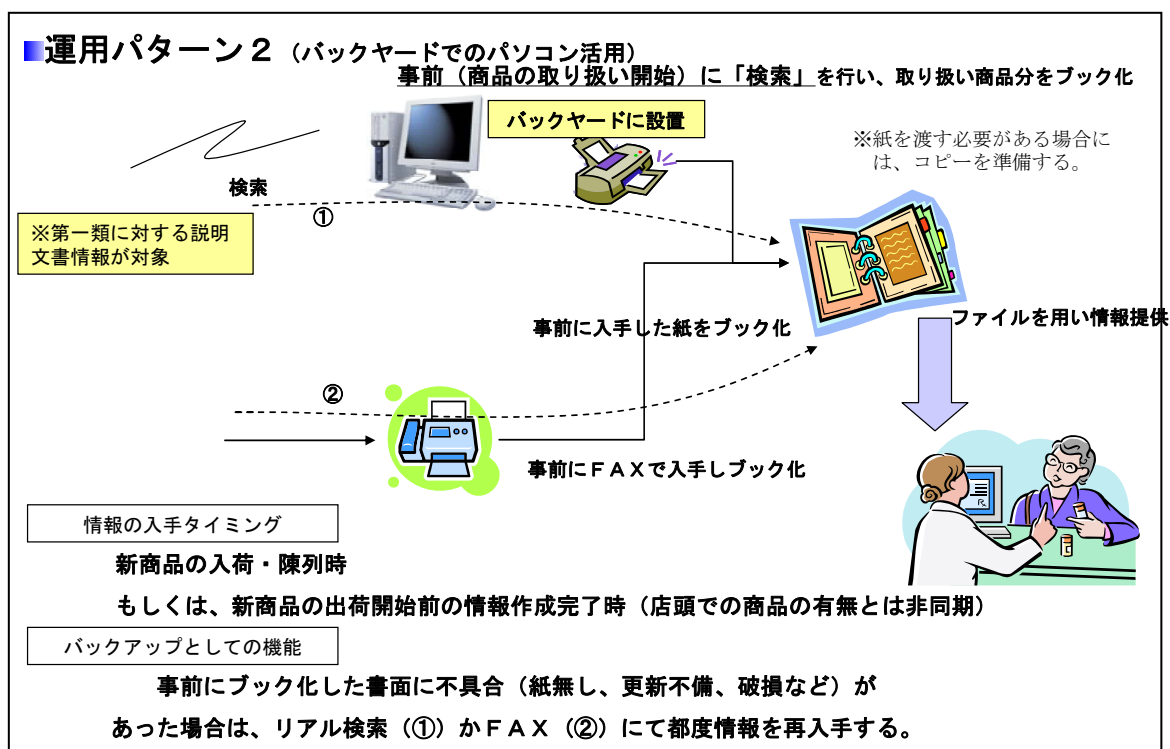 ■運用パターン２（バックヤードでのパソコン活用）
事前（商品の取り扱い開始）に「検索」を行い、取り扱い商品分をブック化
バックヤードに設置
※紙を渡す必要がある場合に
は、コピーを準備する。
検索
①
※第一類に対する説明
文書情報が対象
事前に入手した紙をブック化
ファイルを用い情報提供
②
事前にＦＡＸで入手しブック化
情報の入手タイミング
新商品の入荷・陳列時
もしくは、新商品の出荷開始前の情報作成完了時（店頭での商品の有無とは非同期）
バックアップとしての機能
事前にブック化した書面に不具合（紙無し、更新不備、破損など）が
あった場合は、リアル検索（①）かＦＡＸ（②）にて都度情報を再入手する。